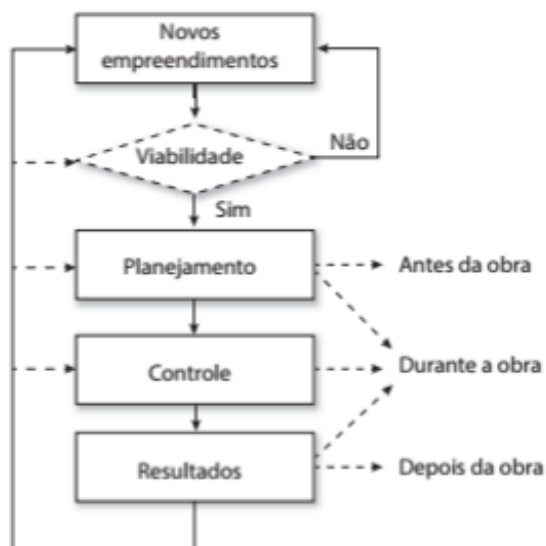 Novos
empreendimentos
Viabilidade
Não
Sim
Planejamento
Antes da obra
Controle
Durante a obra
Resultados
Depois da obra